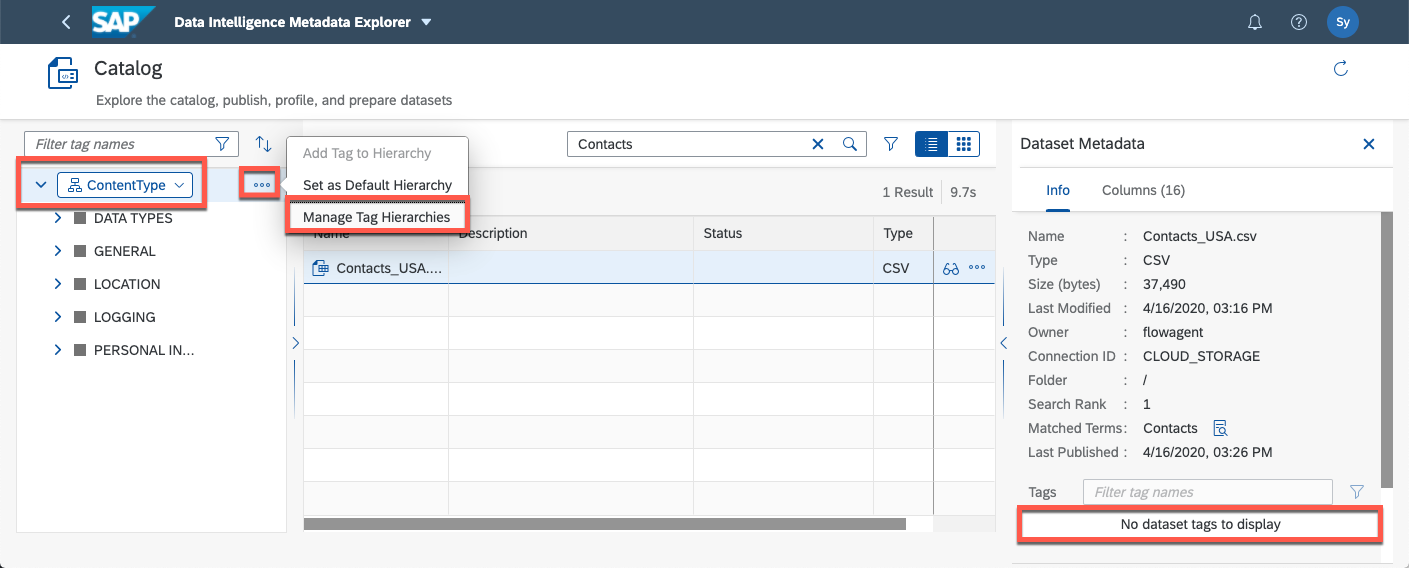 SAP Data Intelligence Metadata Explorer
Sy
Catalog
Explore the catalog, publish, profile, and prepare datasets
Filter tag names
ContentType
DATA TYPES
GENERAL
LOCATION
LOGGING
PERSONAL IN...
Add Tag to Hierarchy
Set as Default Hierarchy
Manage Tag Hierarchies
Contacts
1 Result 9.7s
Name Description Status Type
Contacts_USA.... CSV
Dataset Metadata
Info Columns (16)
Name : Contacts_USA.csv
Type : CSV
Size (bytes) : 37,490
Last Modified : 4/16/2020, 03:16 PM
Owner : flowagent
Connection ID : CLOUD_STORAGE
Folder : /
Search Rank : 1
Matched Terms: Contacts
Last Published : 4/16/2020, 03:26 PM
Tags Filter tag names
No dataset tags to display